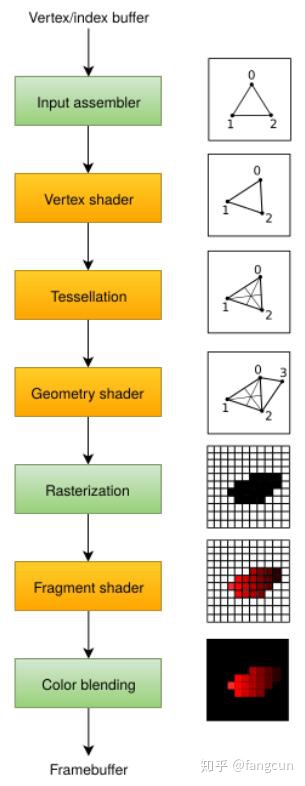 Vertex/index buffer
Input assembler
0
1
2
Vertex shader
0
1
2
Tessellation
0
1
2
Geometry shader
0
3
1
2
Rasterization
Fragment shader
Color blending
Framebuffer
知乎 @fangcun